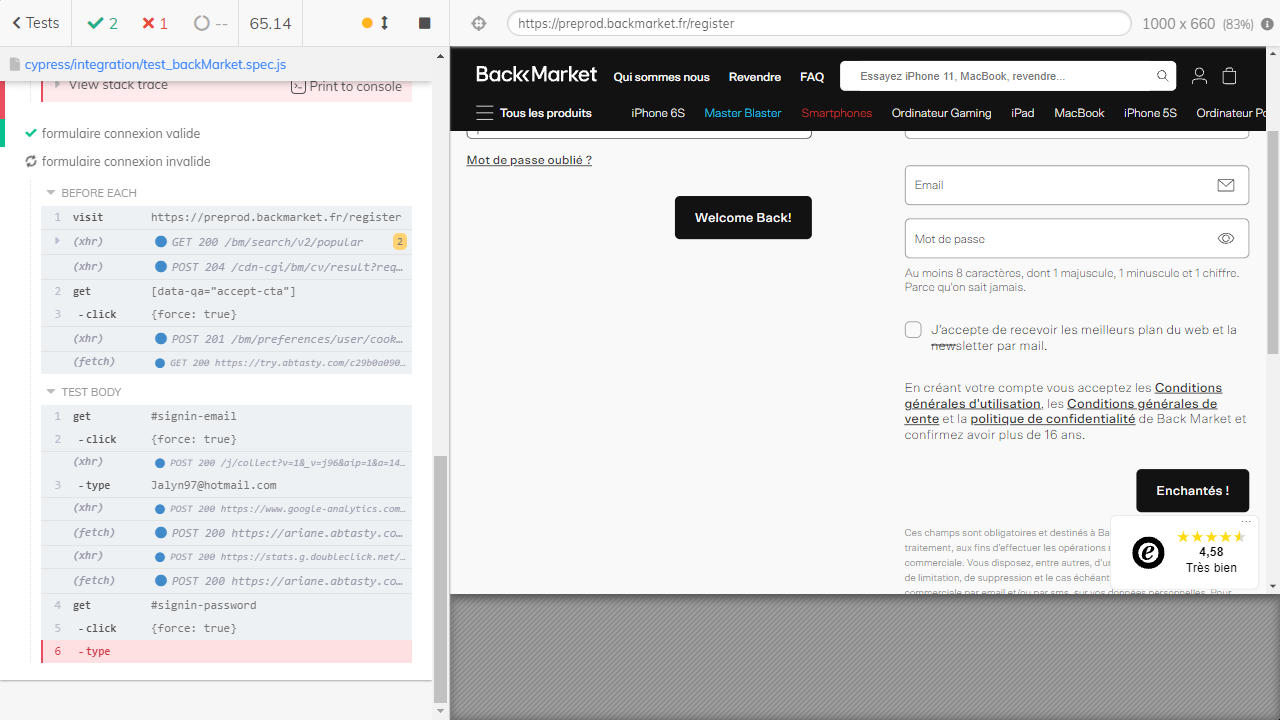 Tests
2
1
--
65.14
https://preprod.backmarket.fr/register
1000 x 660 (83%)
cypress/integration/test_backMarket.spec.js
View stack trace
Print to console
formulaire connexion valide
formulaire connexion invalide
BEFORE EACH
1 visit https://preprod.backmarket.fr/register
(xhr) GET 200 /bm/search/v2/popular 2
(xhr) POST 204 /cdn-cgi/bm/cv/result?req…
2 get [data-qa="accept-cta"]
3 -click {force: true}
(xhr) POST 201 /bm/preferences/user/cook…
(fetch) GET 200 https://try.abtasty.com/c29b0a090…
TEST BODY
1 get #signin-email
2 -click {force: true}
(xhr) POST 200 /j/collect?v=1&_v=j96&aip=1&a=14…
3 -type Jalyn97@hotmail.com
(xhr) POST 200 https://www.google-analytics.com…
(fetch) POST 200 https://ariane.abtasty.co…
(xhr) POST 200 https://stats.g.doubleclick.net/…
(fetch) POST 200 https://ariane.abtasty.co…
4 get #signin-password
5 -click {force: true}
6 -type
Back Market
Qui sommes nous
Revendre
FAQ
Essayez iPhone 11, MacBook, revendre...
Tous les produits
iPhone 6S
Master Blaster
Smartphones
Ordinateur Gaming
iPad
MacBook
iPhone 5S
Ordinateur Po
Mot de passe oublié ?
Welcome Back!
Email
Mot de passe
Au moins 8 caractères, dont 1 majuscule, 1 minuscule et 1 chiffre.
Parce qu'on sait jamais.
J'accepte de recevoir les meilleurs plan du web et la
newsletter par mail.
En créant votre compte vous acceptez les Conditions
générales d'utilisation, les Conditions générales de
vente et la politique de confidentialité de Back Market et
confirmez avoir plus de 16 ans.
Enchantés !
Ces champs sont obligatoires et destinés à Ba
traitement, aux fins d'effectuer les opérations
commerciale. Vous disposez, entre autres, d'u
de limitation, de suppression et le cas échéant
commerciale par email et/ou par sms, sur vos données personnelles. Pour
...
e
4,58
Très bien